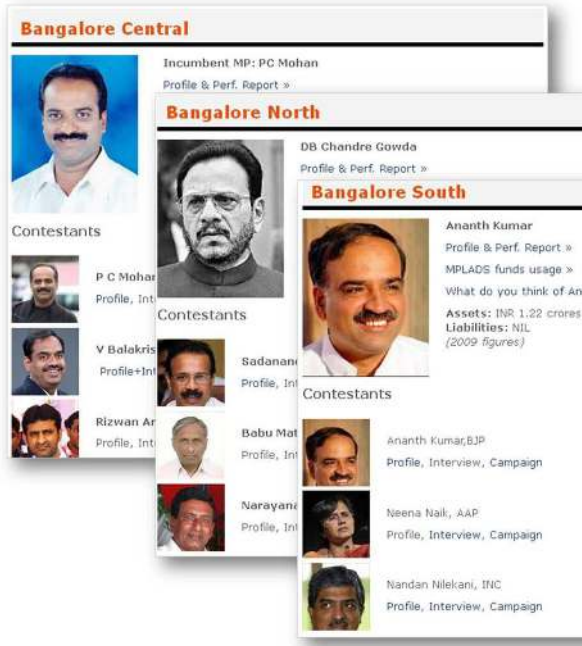 Bangalore Central
Incumbent MP: PC Mohan
Profile & Perf. Report »
Contestants
P C Mohan
Profile, Int
V Balakris
Profile+Int
Rizwan Ar
Profile, Int
Bangalore North
DB Chandre Gowda
Profile & Perf. Report »
Contestants
Sadanand
Profile, Int
Babu Mat
Profile, Int
Narayana
Profile, Int
Bangalore South
Ananth Kumar
Profile & Perf. Report »
MPLADS funds usage »
What do you think of An
Assets: INR 1.22 crores
Liabilities: NIL
(2009 figures)
Contestants
Ananth Kumar,BJP
Profile, Interview, Campaign
Neena Naik, AAP
Profile, Interview, Campaign
Nandan Nilekani, INC
Profile, Interview, Campaign